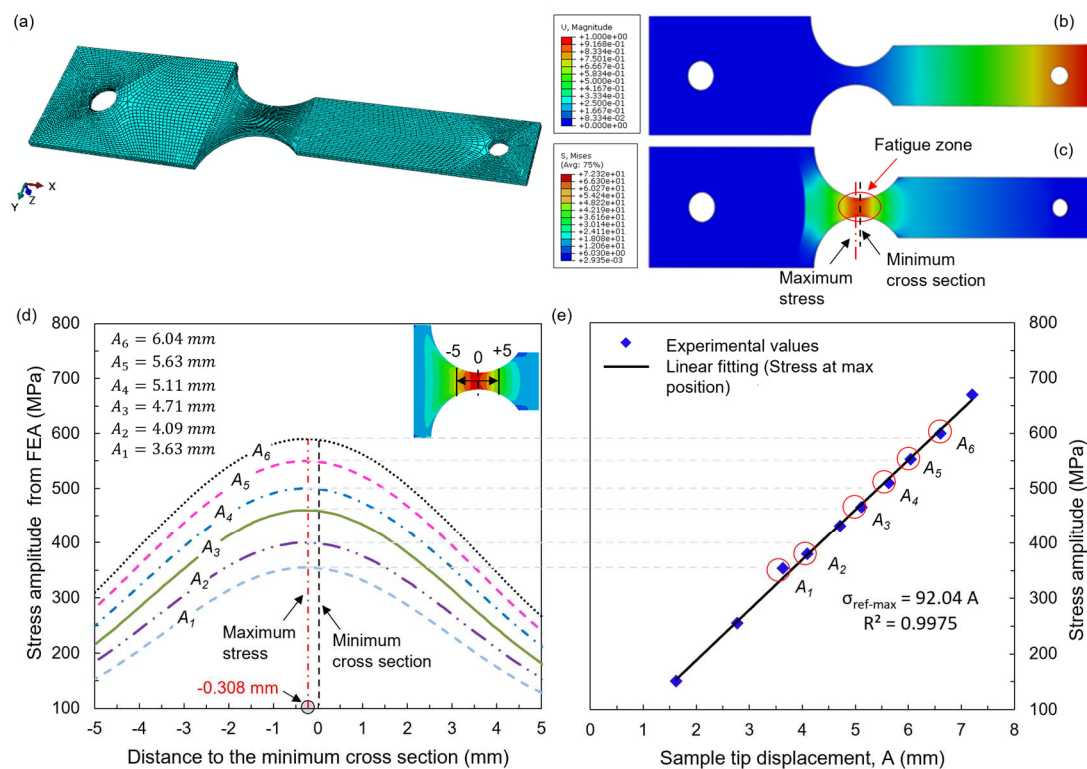 (a)
X
Y
Z
U, Magnitude
+1.000e+00
+9.168e-01
+8.334e-01
+7.501e-01
+6.667e-01
+5.834e-01
+5.000e-01
+4.167e-01
+3.334e-01
+2.500e-01
+1.667e-01
+8.334e-02
+0.000e+00
(b)
S, Mises
(Avg: 75%)
+7.232e+01
+6.630e+01
+6.027e+01
+5.424e+01
+4.822e+01
+4.219e+01
+3.616e+01
+3.014e+01
+2.411e+01
+1.808e+01
+1.206e+01
+6.030e+00
+2.935e-03
(c)
Fatigue zone
Maximum
stress
Minimum
cross section
(d)
Stress amplitude from FEA (MPa)
800
700
600
500
400
300
200
100
A6 = 6.04 mm
A5 = 5.63 mm
A4 = 5.11 mm
A3 = 4.71 mm
A2 = 4.09 mm
A1 = 3.63 mm
-5 0 +5
A6
A5
A4
A3
A2
A1
Maximum
stress
Minimum
cross section
-0.308 mm
-5 -4 -3 -2 -1 0 1 2 3 4 5
Distance to the minimum cross section (mm)
(e)
Experimental values
Linear fitting (Stress at max
position)
A6
A5
A4
A3
A2
A1
σref-max = 92.04 A
R² = 0.9975
800
700
600
500
400
300
200
100
Stress amplitude (MPa)
0 1 2 3 4 5 6 7 8
Sample tip displacement, A (mm)